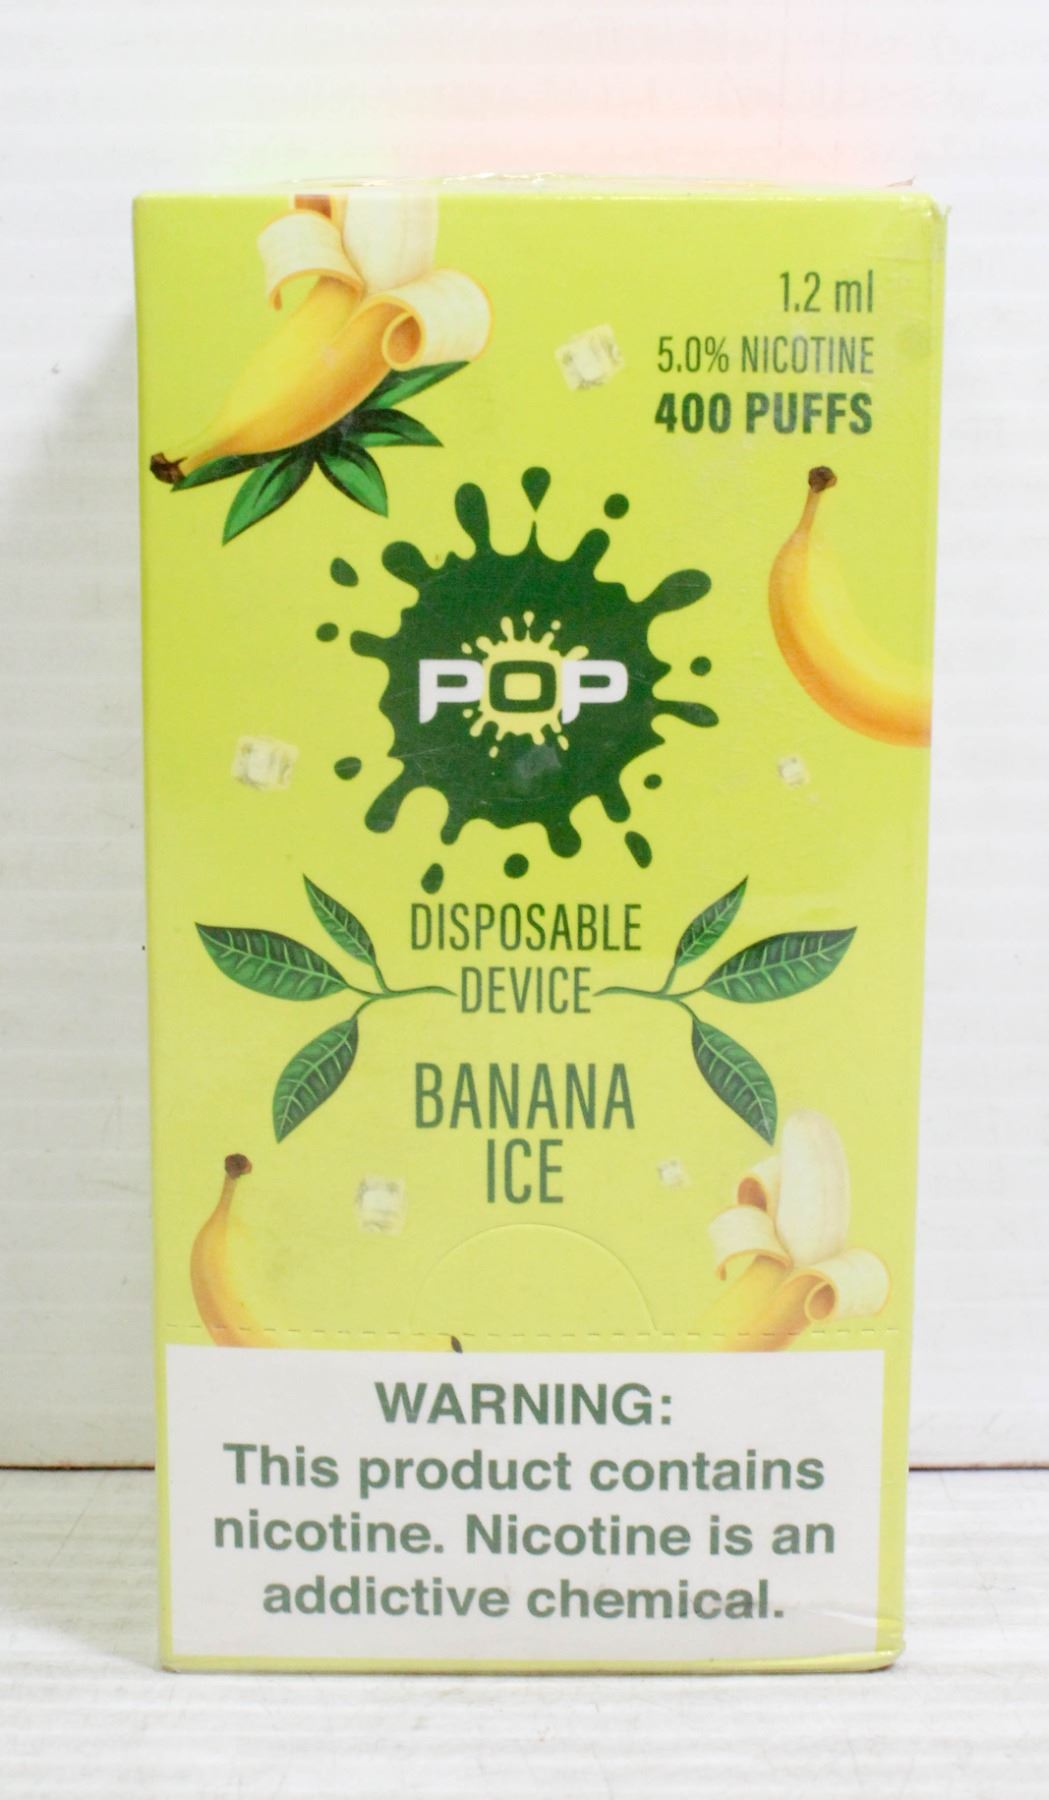 1.2 ml
5.0% NICOTINE
400 PUFFS
POP
DISPOSABLE
DEVICE
BANANA
ICE
WARNING:
This product contains
nicotine. Nicotine is an
addictive chemical.